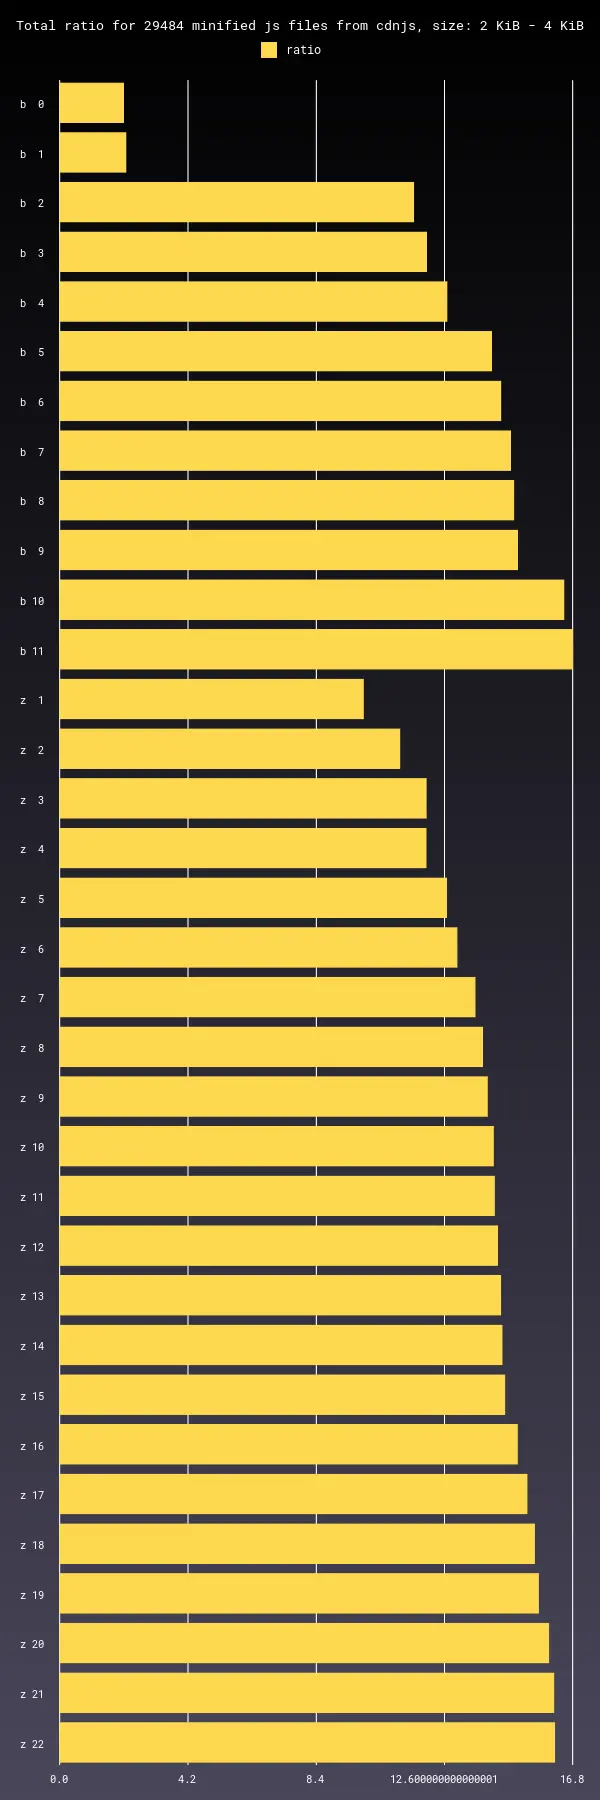 Total ratio for 29484 minified js files from cdnjs, size: 2 KiB - 4 KiB
ratio
b 0
b 1
b 2
b 3
b 4
b 5
b 6
b 7
b 8
b 9
b 10
b 11
z 1
z 2
z 3
z 4
z 5
z 6
z 7
z 8
z 9
z 10
z 11
z 12
z 13
z 14
z 15
z 16
z 17
z 18
z 19
z 20
z 21
z 22
0.0 4.2 8.4 12.600000000000001 16.8